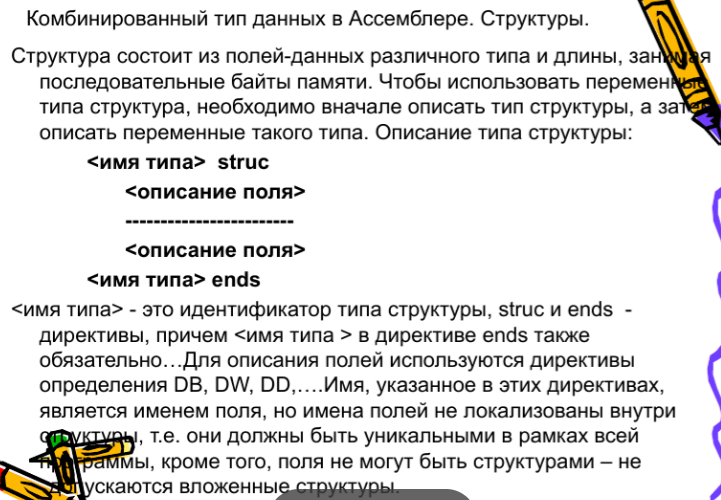 Комбинированный тип данных в Ассемблере. Структуры.
Структура состоит из полей-данных различного типа и длины, занимая
последовательные байты памяти. Чтобы использовать переменные
типа структура, необходимо вначале описать тип структуры, а затем
описать переменные такого типа. Описание типа структуры:
<имя типа> struc
<описание поля>
------------------------
<описание поля>
<имя типа> ends
<имя типа> - это идентификатор типа структуры, struc и ends -
директивы, причем <имя типа > в директиве ends также
обязательно…Для описания полей используются директивы
определения DB, DW, DD,….Имя, указанное в этих директивах,
является именем поля, но имена полей не локализованы внутри
структуры, т.е. они должны быть уникальными в рамках всей
программы, кроме того, поля не могут быть структурами – не
допускаются вложенные структуры.